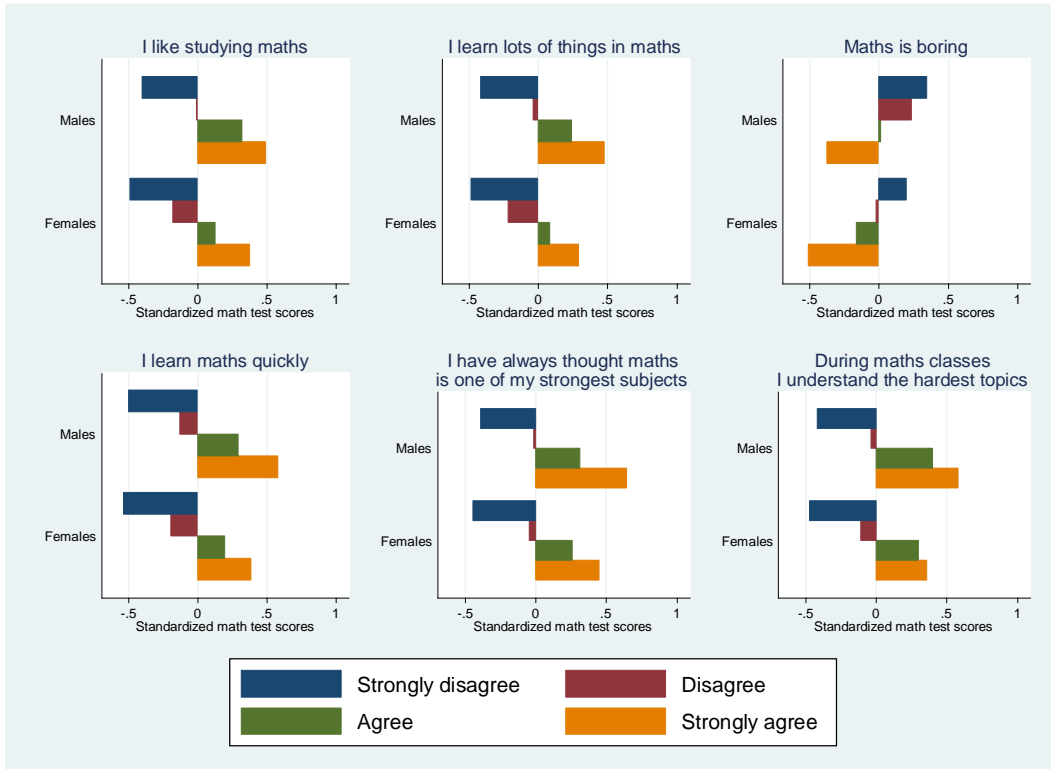 I like studying maths
Males
Females
-.5 0 .5 1
Standardized math test scores
I learn lots of things in maths
Males
Females
-.5 0 .5 1
Standardized math test scores
Maths is boring
Males
Females
-.5 0 .5 1
Standardized math test scores
I learn maths quickly
Males
Females
-.5 0 .5 1
Standardized math test scores
I have always thought maths
is one of my strongest subjects
Males
Females
-.5 0 .5 1
Standardized math test scores
During maths classes
I understand the hardest topics
Males
Females
-.5 0 .5 1
Standardized math test scores
Strongly disagree Disagree
Agree Strongly agree